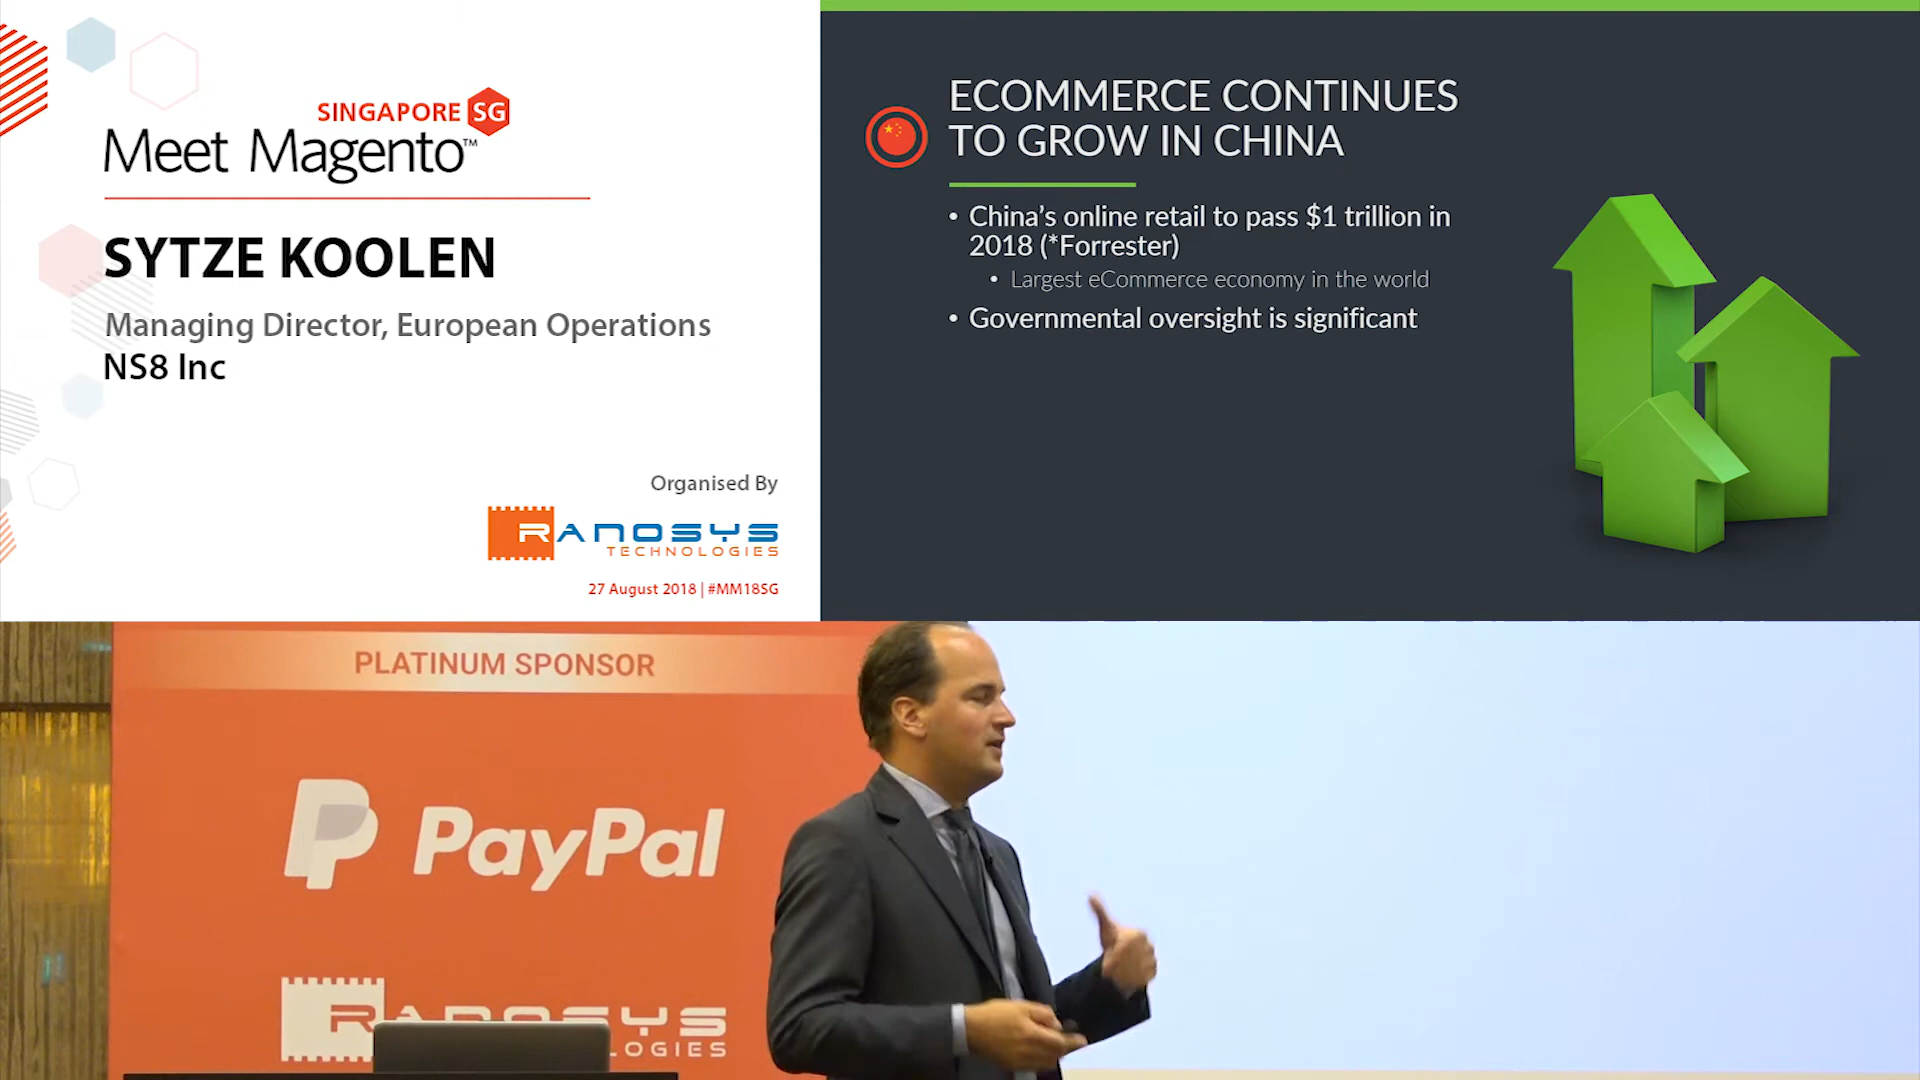 SINGAPORE SG
Meet Magento™
SYTZE KOOLEN
Managing Director, European Operations
NS8 Inc
Organised By
RANOSYS
TECHNOLOGIES
27 August 2018 | #MM18SG
ECOMMERCE CONTINUES
TO GROW IN CHINA
• China's online retail to pass $1 trillion in
2018 (*Forrester)
• Largest eCommerce economy in the world
• Governmental oversight is significant
PLATINUM SPONSOR
PayPal
RANOSYS
LOGIES